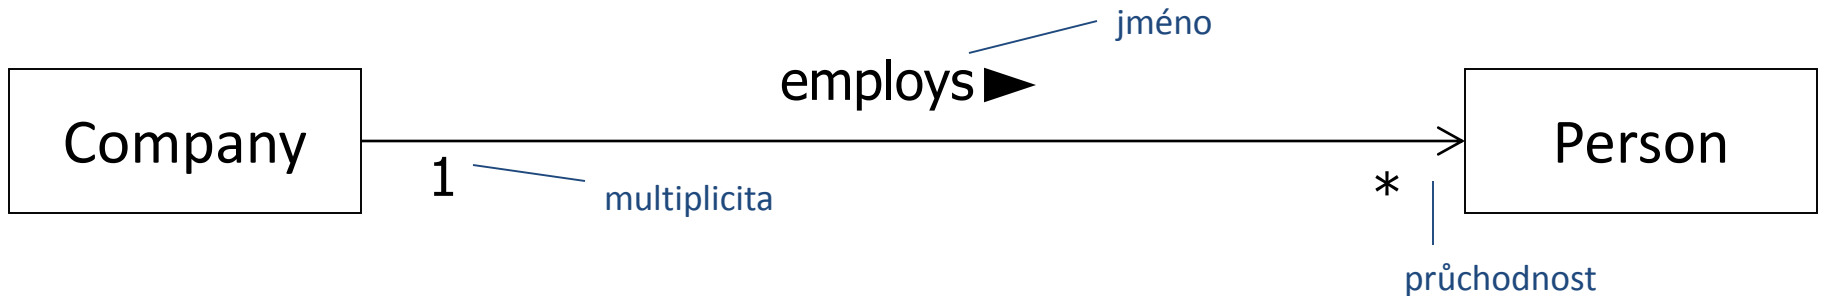 jméno
employs
Company
Person
1
multiplicita
*
průchodnost